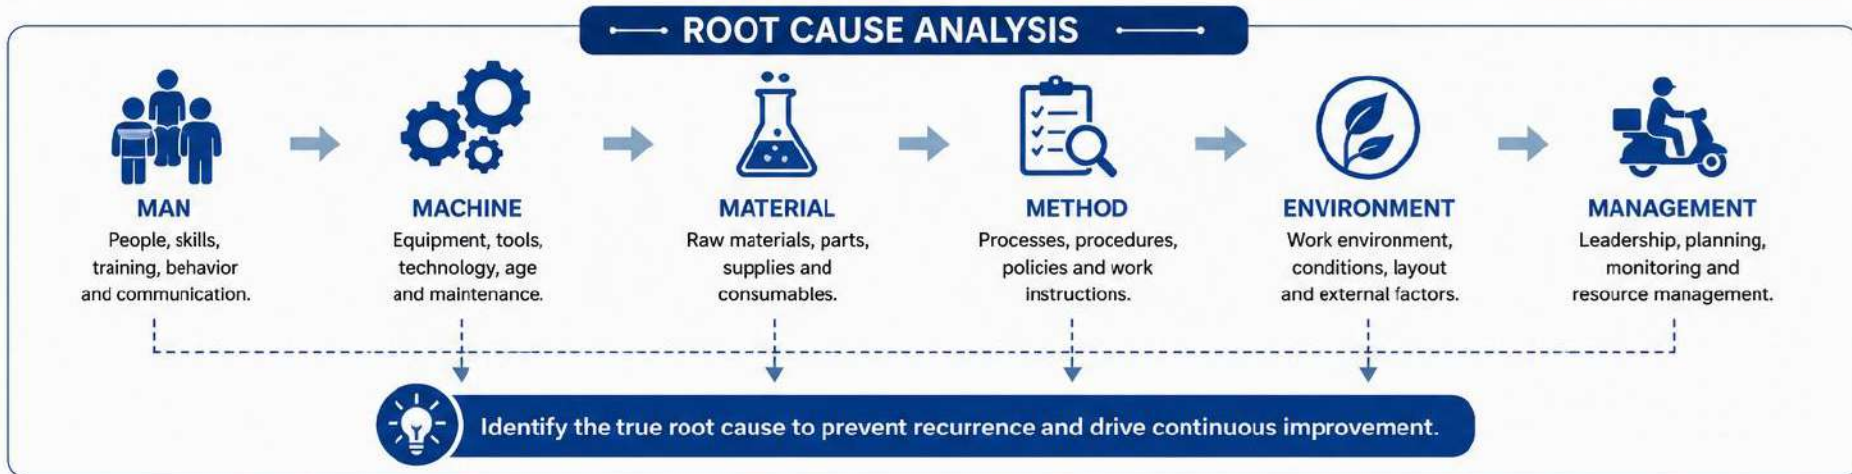 ROOT CAUSE ANALYSIS
MAN
People, skills,
training, behavior
and communication.
MACHINE
Equipment, tools,
technology, age
and maintenance.
MATERIAL
Raw materials, parts,
supplies and
consumables.
METHOD
Processes, procedures,
policies and work
instructions.
ENVIRONMENT
Work environment,
conditions, layout
and external factors.
MANAGEMENT
Leadership, planning,
monitoring and
resource management.
Identify the true root cause to prevent recurrence and drive continuous improvement.